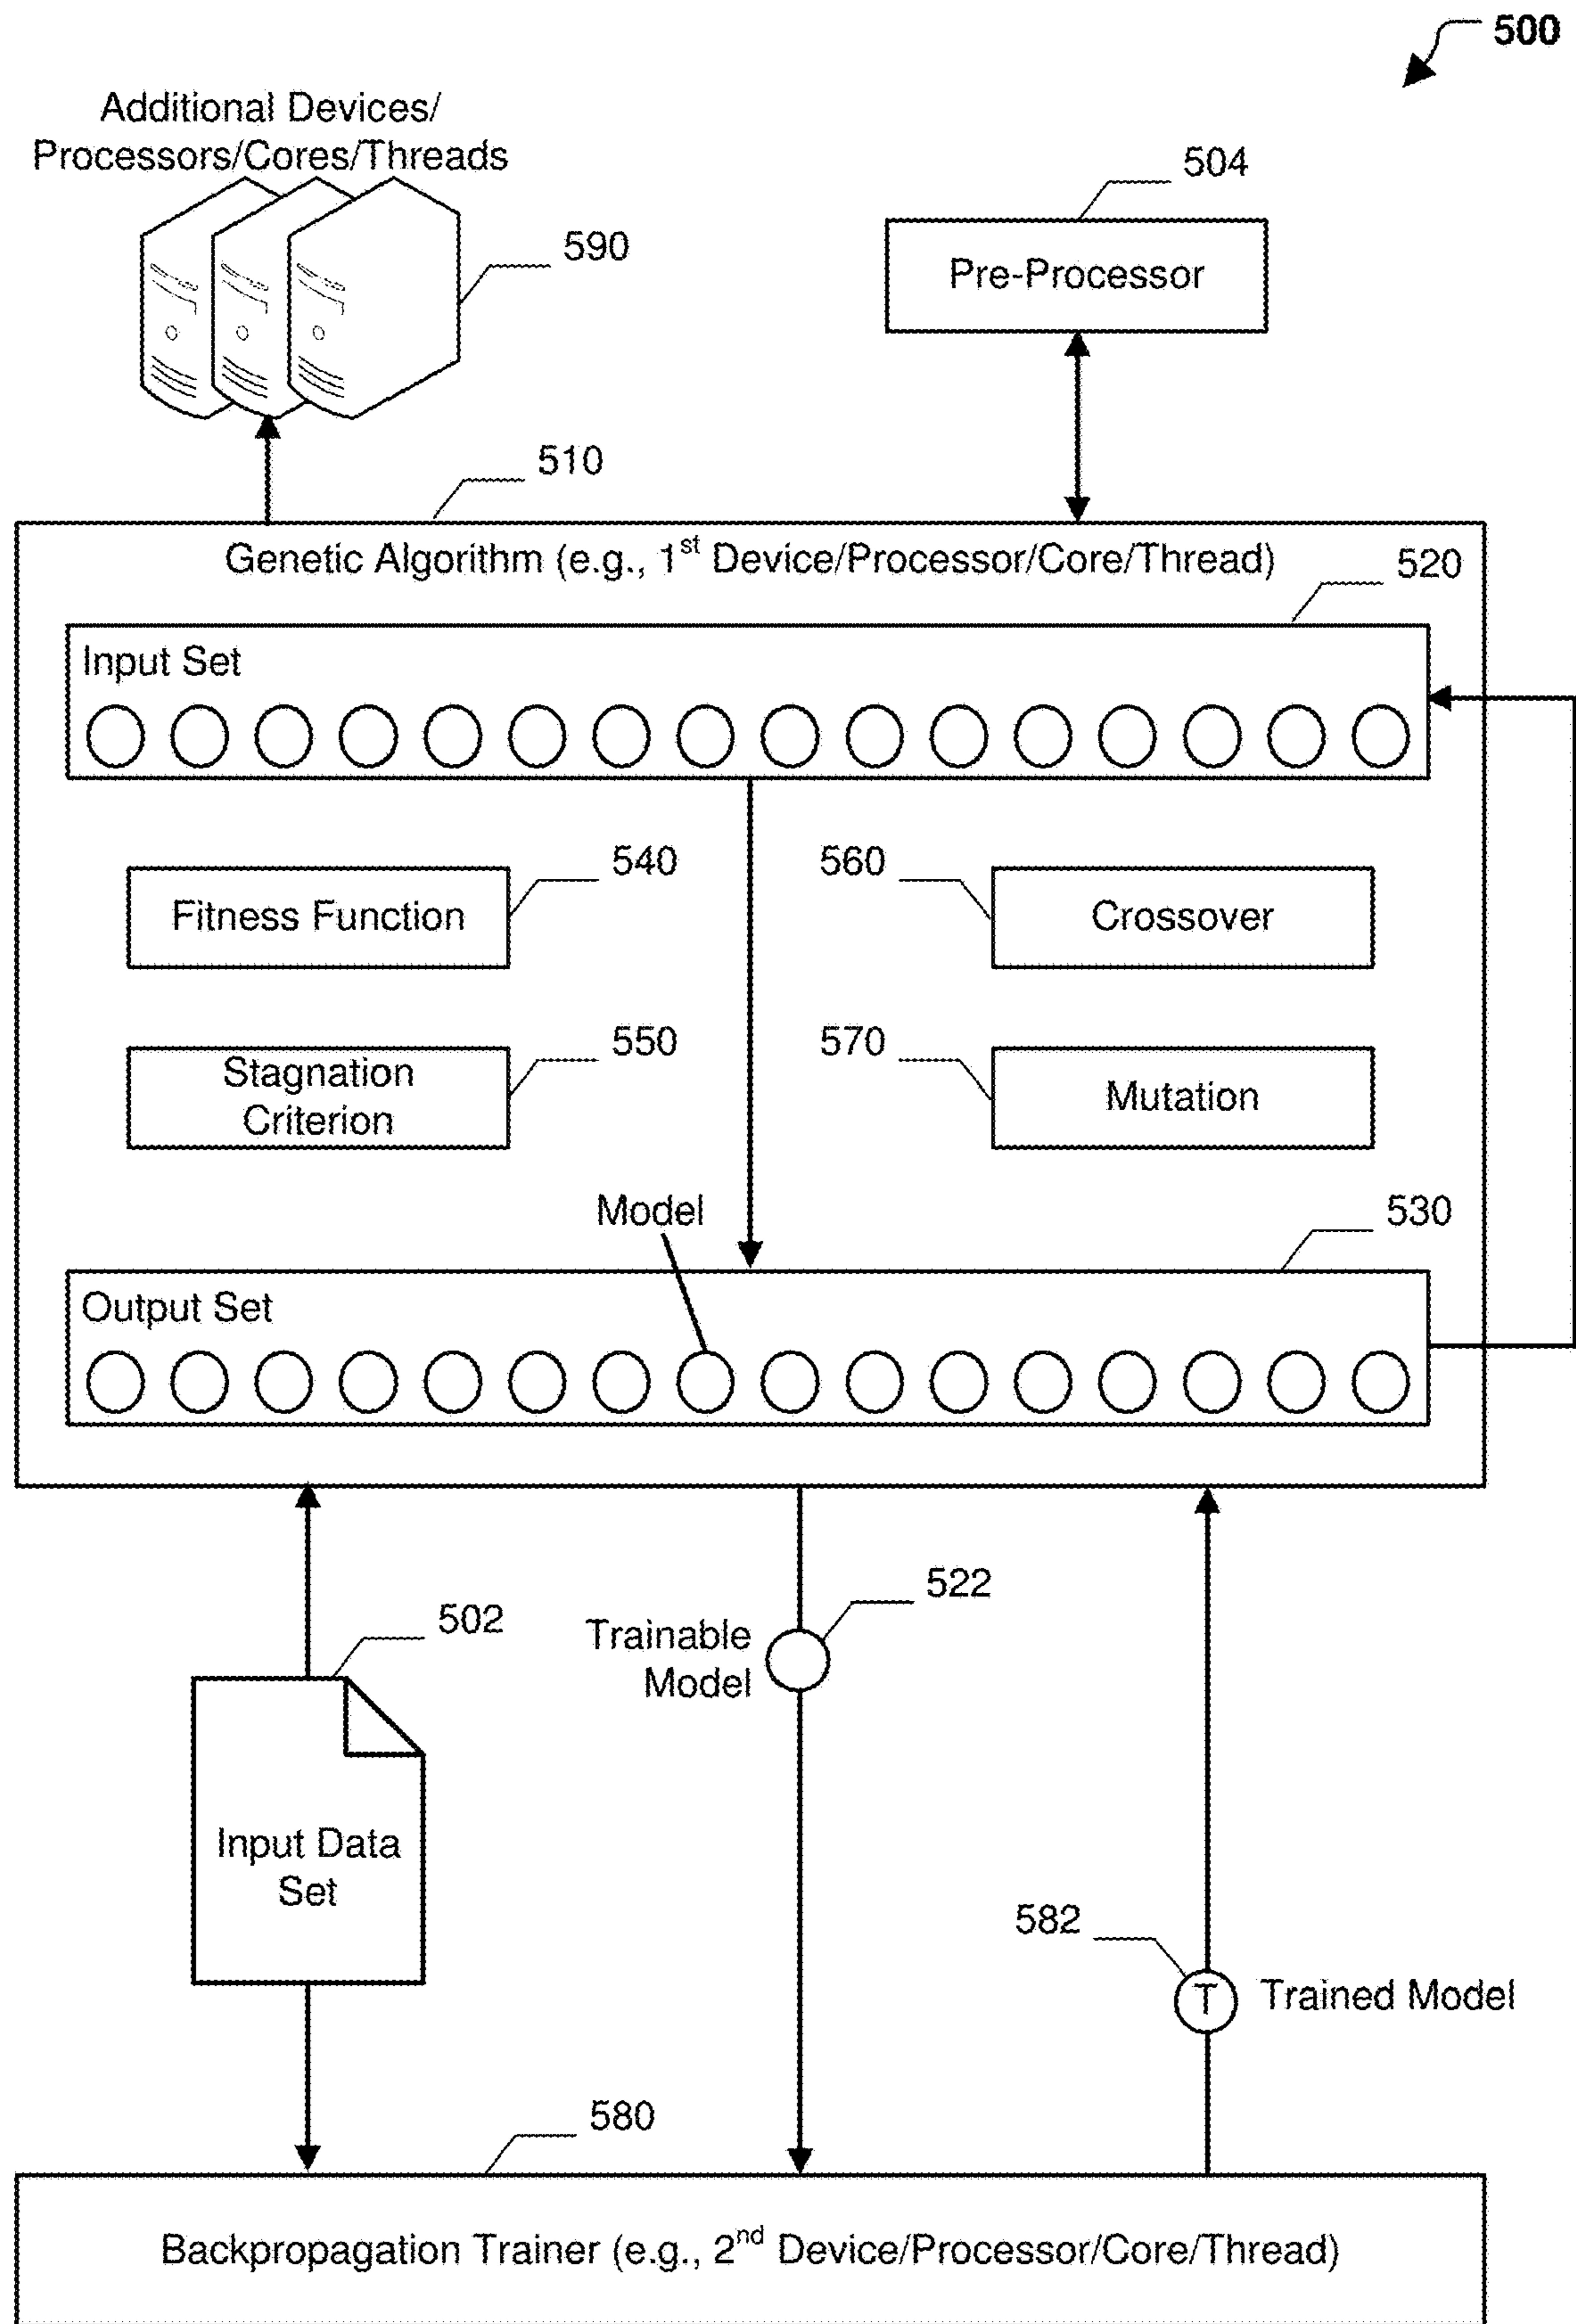 500
Additional Devices/
Processors/Cores/Threads
504
Pre-Processor
590
510
Genetic Algorithm (e.g., 1st Device/Processor/Core/Thread)
520
Input Set
540
Fitness Function
560
Crossover
550
Stagnation
Criterion
570
Mutation
Model
530
Output Set
522
Trainable
Model
502
Input Data
Set
582
T
Trained Model
580
Backpropagation Trainer (e.g., 2nd Device/Processor/Core/Thread)